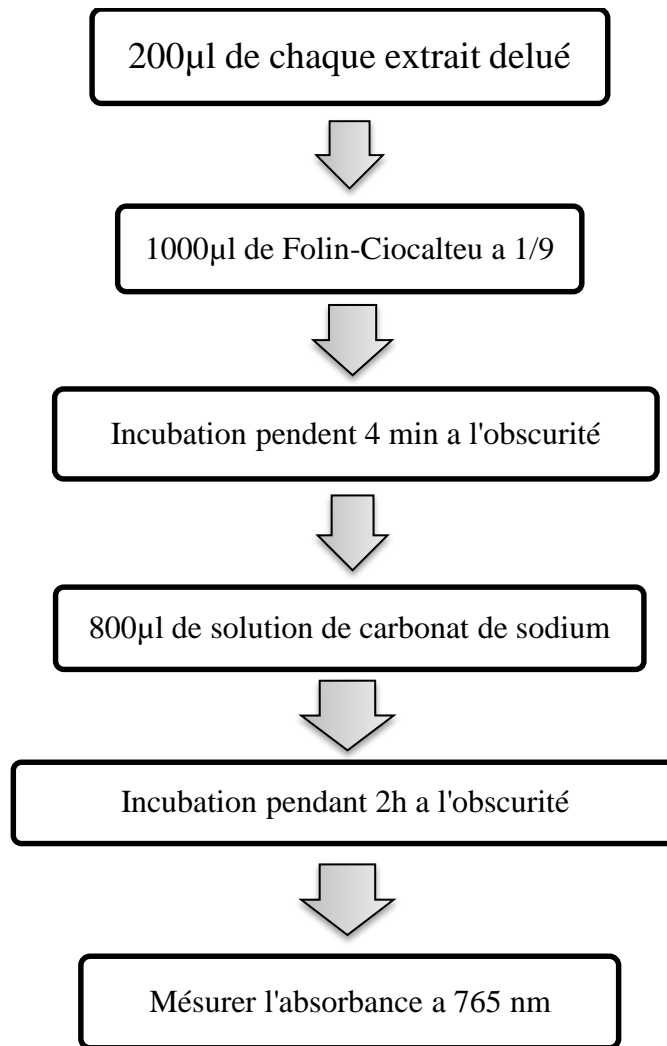 200µl de chaque extrait delué
1000µl de Folin-Ciocalteu a 1/9
Incubation pendent 4 min a l'obscurité
800µl de solution de carbonat de sodium
Incubation pendant 2h a l'obscurité
Mésurer l'absorbance a 765 nm